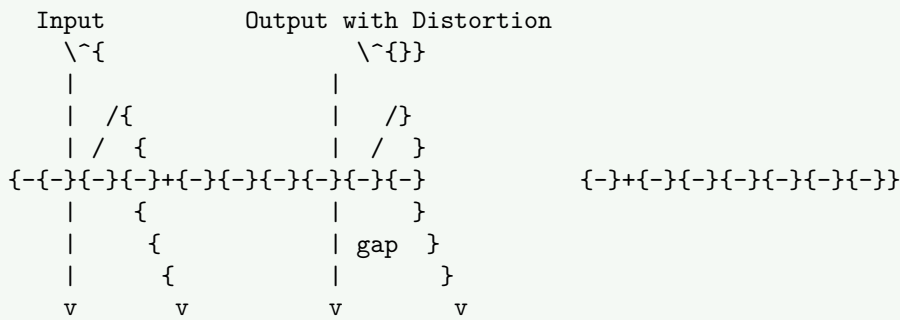 Input Output with Distortion
\^{ \^{}}
| |
| /{ | /}
| / { | / }
{-{-}{-}{-}+{-}{-}{-}{-}{-}{-} {-}+{-}{-}{-}{-}{-}{-}}
| { | }
| { | gap }
| { | }
v v v v